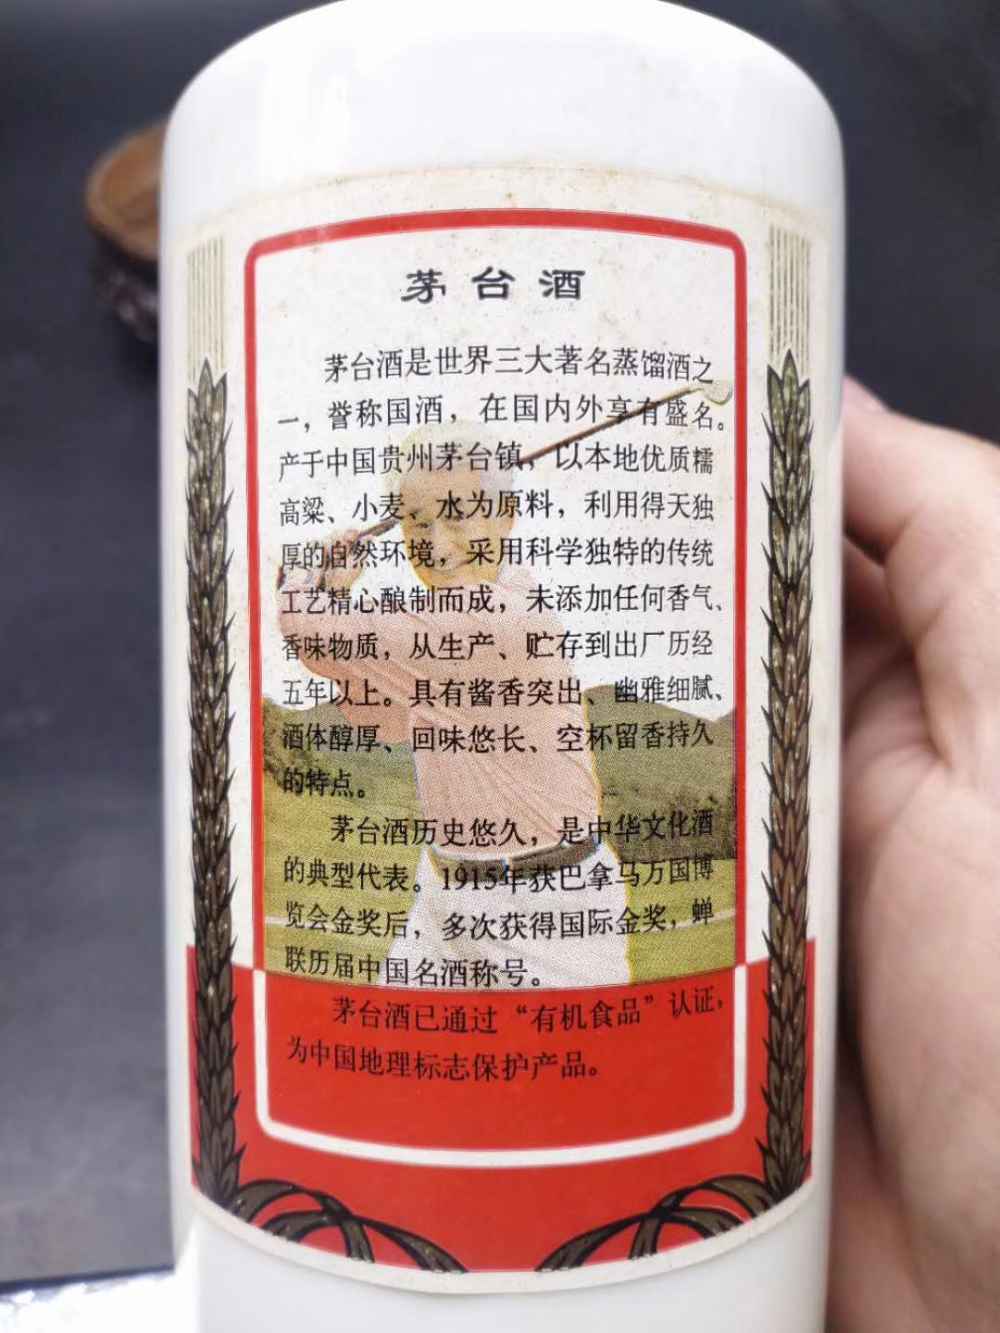 茅台酒
茅台酒是世界三大著名蒸馏酒之
一，誉称国酒，在国内外享有盛名。
产于中国贵州茅台镇，以本地优质糯
高粱、小麦、水为原料，利用得天独
厚的自然环境，采用科学独特的传统
工艺精心酿制而成，未添加任何香气、
香味物质，从生产、贮存到出厂历经
五年以上。具有酱香突出、幽雅细腻、
酒体醇厚、回味悠长、空杯留香持久
的特点。
茅台酒历史悠久，是中华文化酒
的典型代表。1915年获巴拿马万国博
览会金奖后，多次获得国际金奖，蝉
联历届中国名酒称号。
茅台酒已通过“有机食品”认证，
为中国地理标志保护产品。